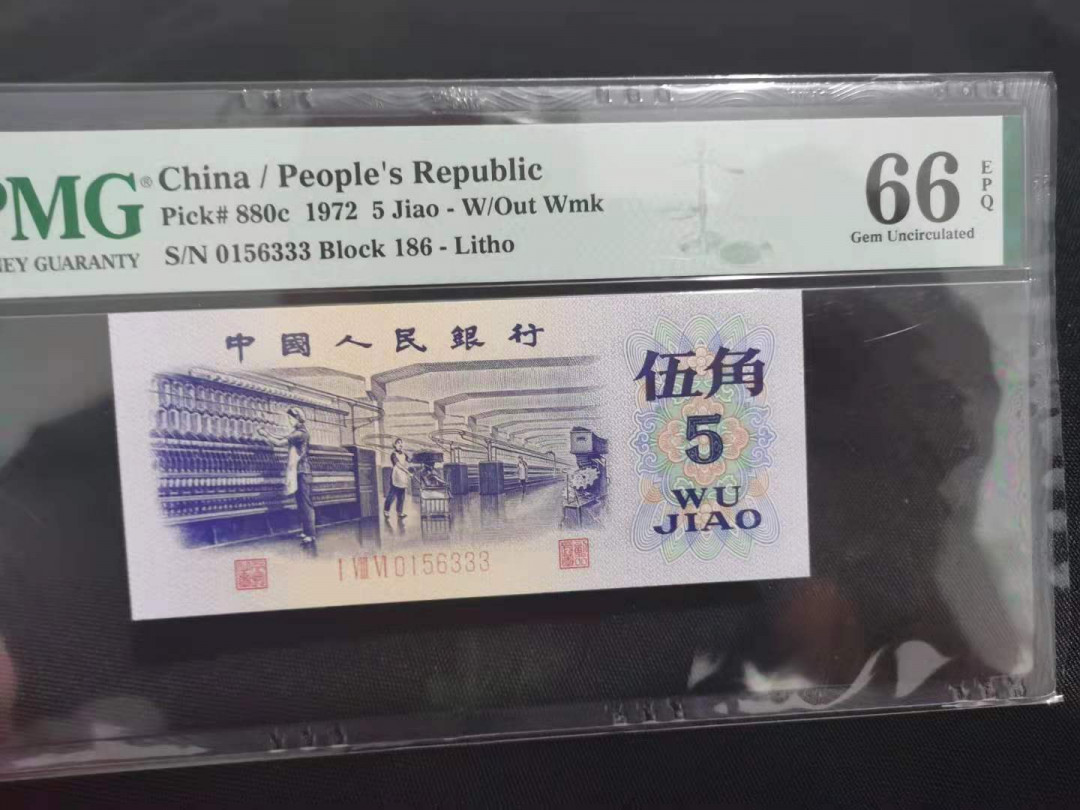 PMG® China / People's Republic
Pick# 880c 1972 5 Jiao - W/Out Wmk
S/N 0156333 Block 186 - Litho
GUARANTY
66 EPQ
Gem Uncirculated
中國人民銀行
伍角
5
WU
JIAO
I VIII VI 0156333